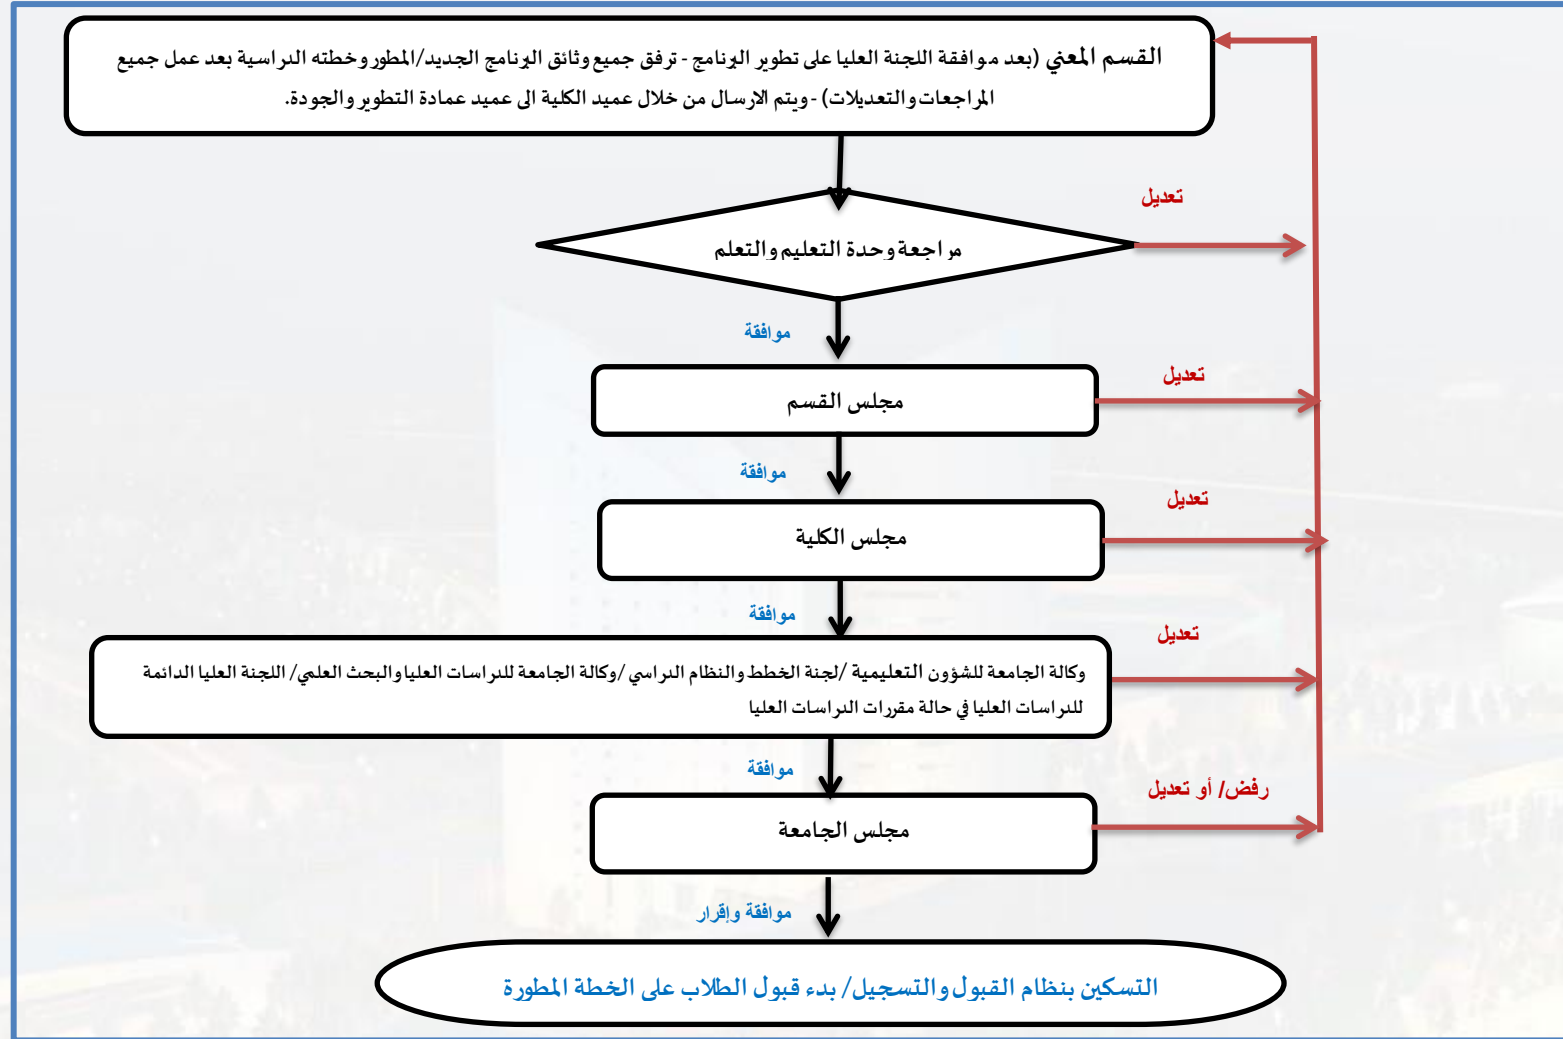 القسم المعني (بعد موافقة اللجنة العليا على تطوير البرنامج - ترفق جميع وثائق البرنامج الجديد/المطور وخطته الدراسية بعد عمل جميع
المراجعات والتعديلات) - ويتم الارسال من خلال عميد الكلية الى عميد عمادة التطوير والجودة.
تعديل
مراجعة وحدة التعليم والتعلم
موافقة
تعديل
مجلس القسم
موافقة
تعديل
مجلس الكلية
موافقة
تعديل
وكالة الجامعة للشؤون التعليمية /لجنة الخطط والنظام الدراسي /وكالة الجامعة للدراسات العليا والبحث العلمي/ اللجنة العليا الدائمة
للدراسات العليا في حالة مقررات الدراسات العليا
موافقة
رفض/ أو تعديل
مجلس الجامعة
موافقة وإقرار
التسكين بنظام القبول والتسجيل/ بدء قبول الطلاب على الخطة المطورة